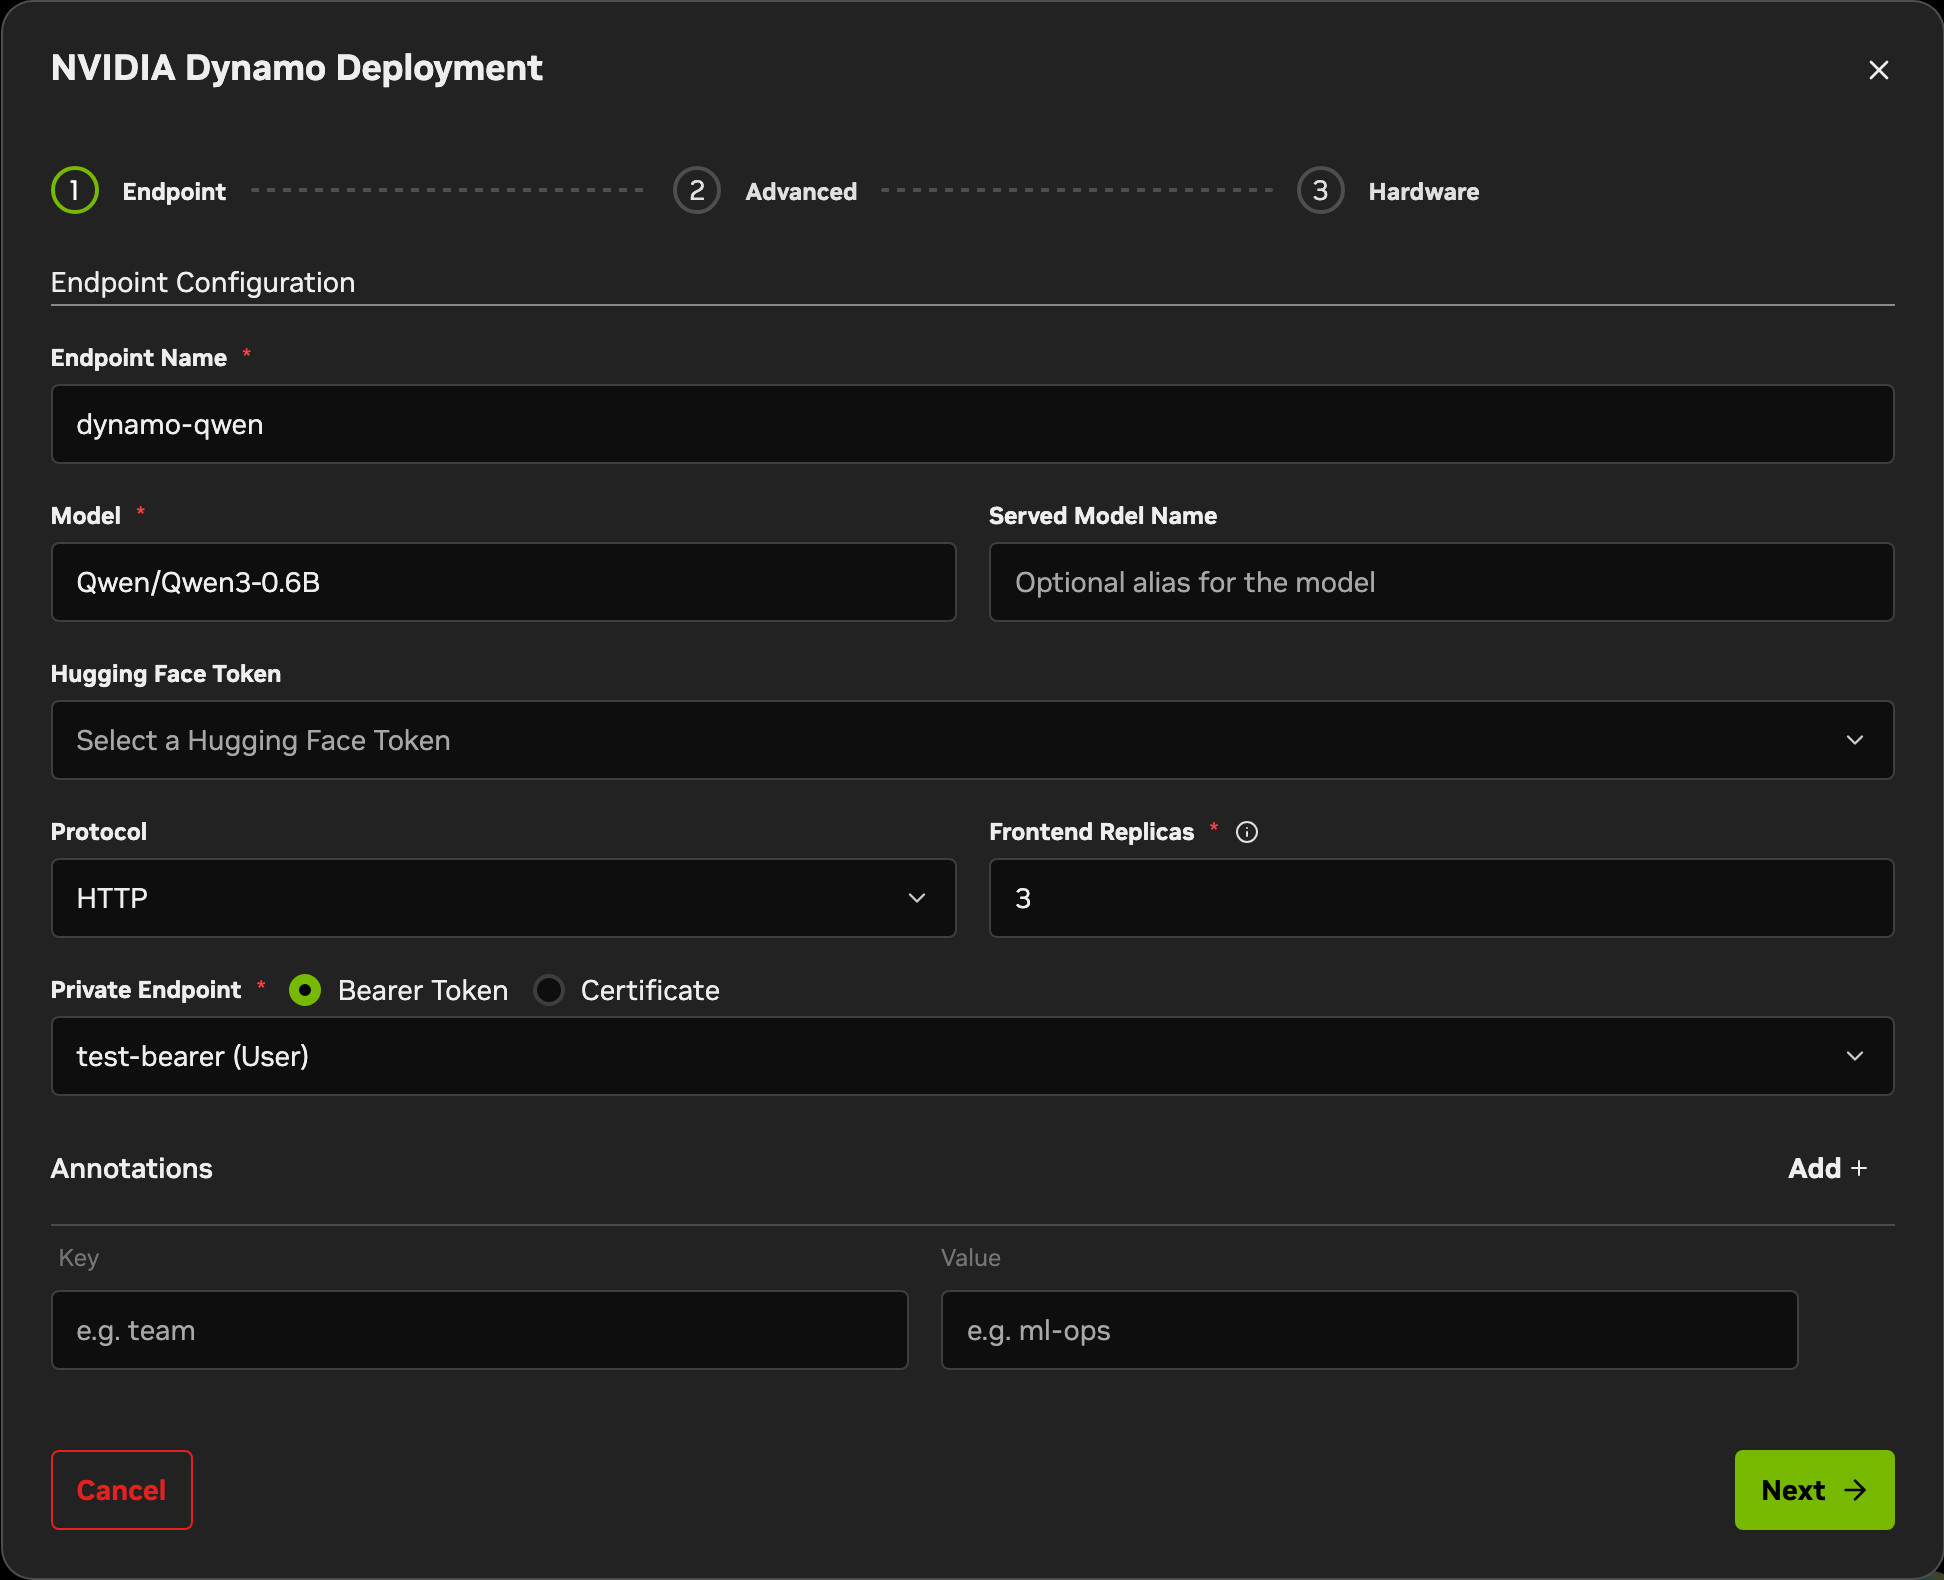 NVIDIA Dynamo Deployment
1 Endpoint 2 Advanced 3 Hardware
Endpoint Configuration
Endpoint Name *
dynamo-qwen
Model * Served Model Name
Qwen/Qwen3-0.6B Optional alias for the model
Hugging Face Token
Select a Hugging Face Token
Protocol Frontend Replicas *
HTTP 3
Private Endpoint * Bearer Token Certificate
test-bearer (User)
Annotations Add +
Key Value
e.g. team e.g. ml-ops
Cancel Next →